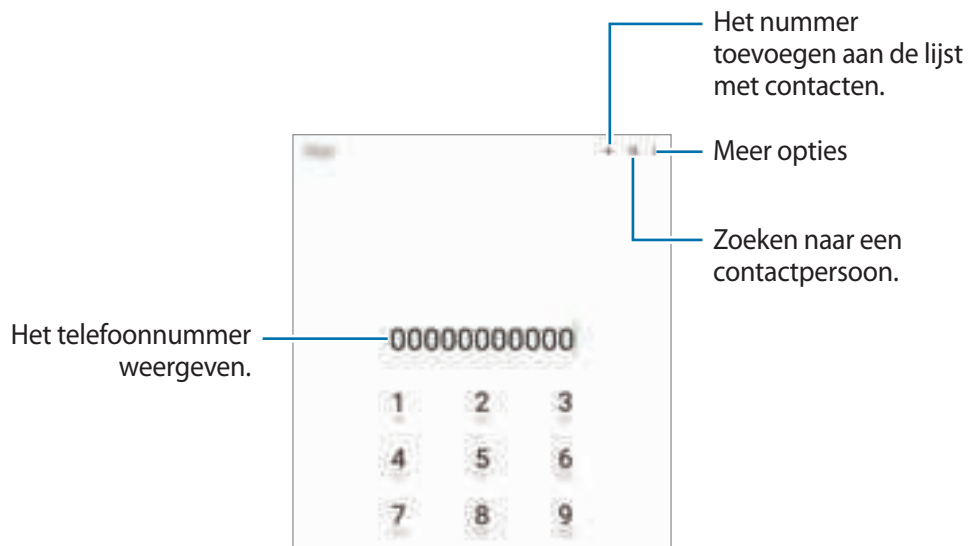 Het nummer
toevoegen aan de lijst
met contacten.
Meer opties
Zoeken naar een
contactpersoon.
Het telefoonnummer
weergeven.
00000000000
1 2 3
4 5 6
7 8 9